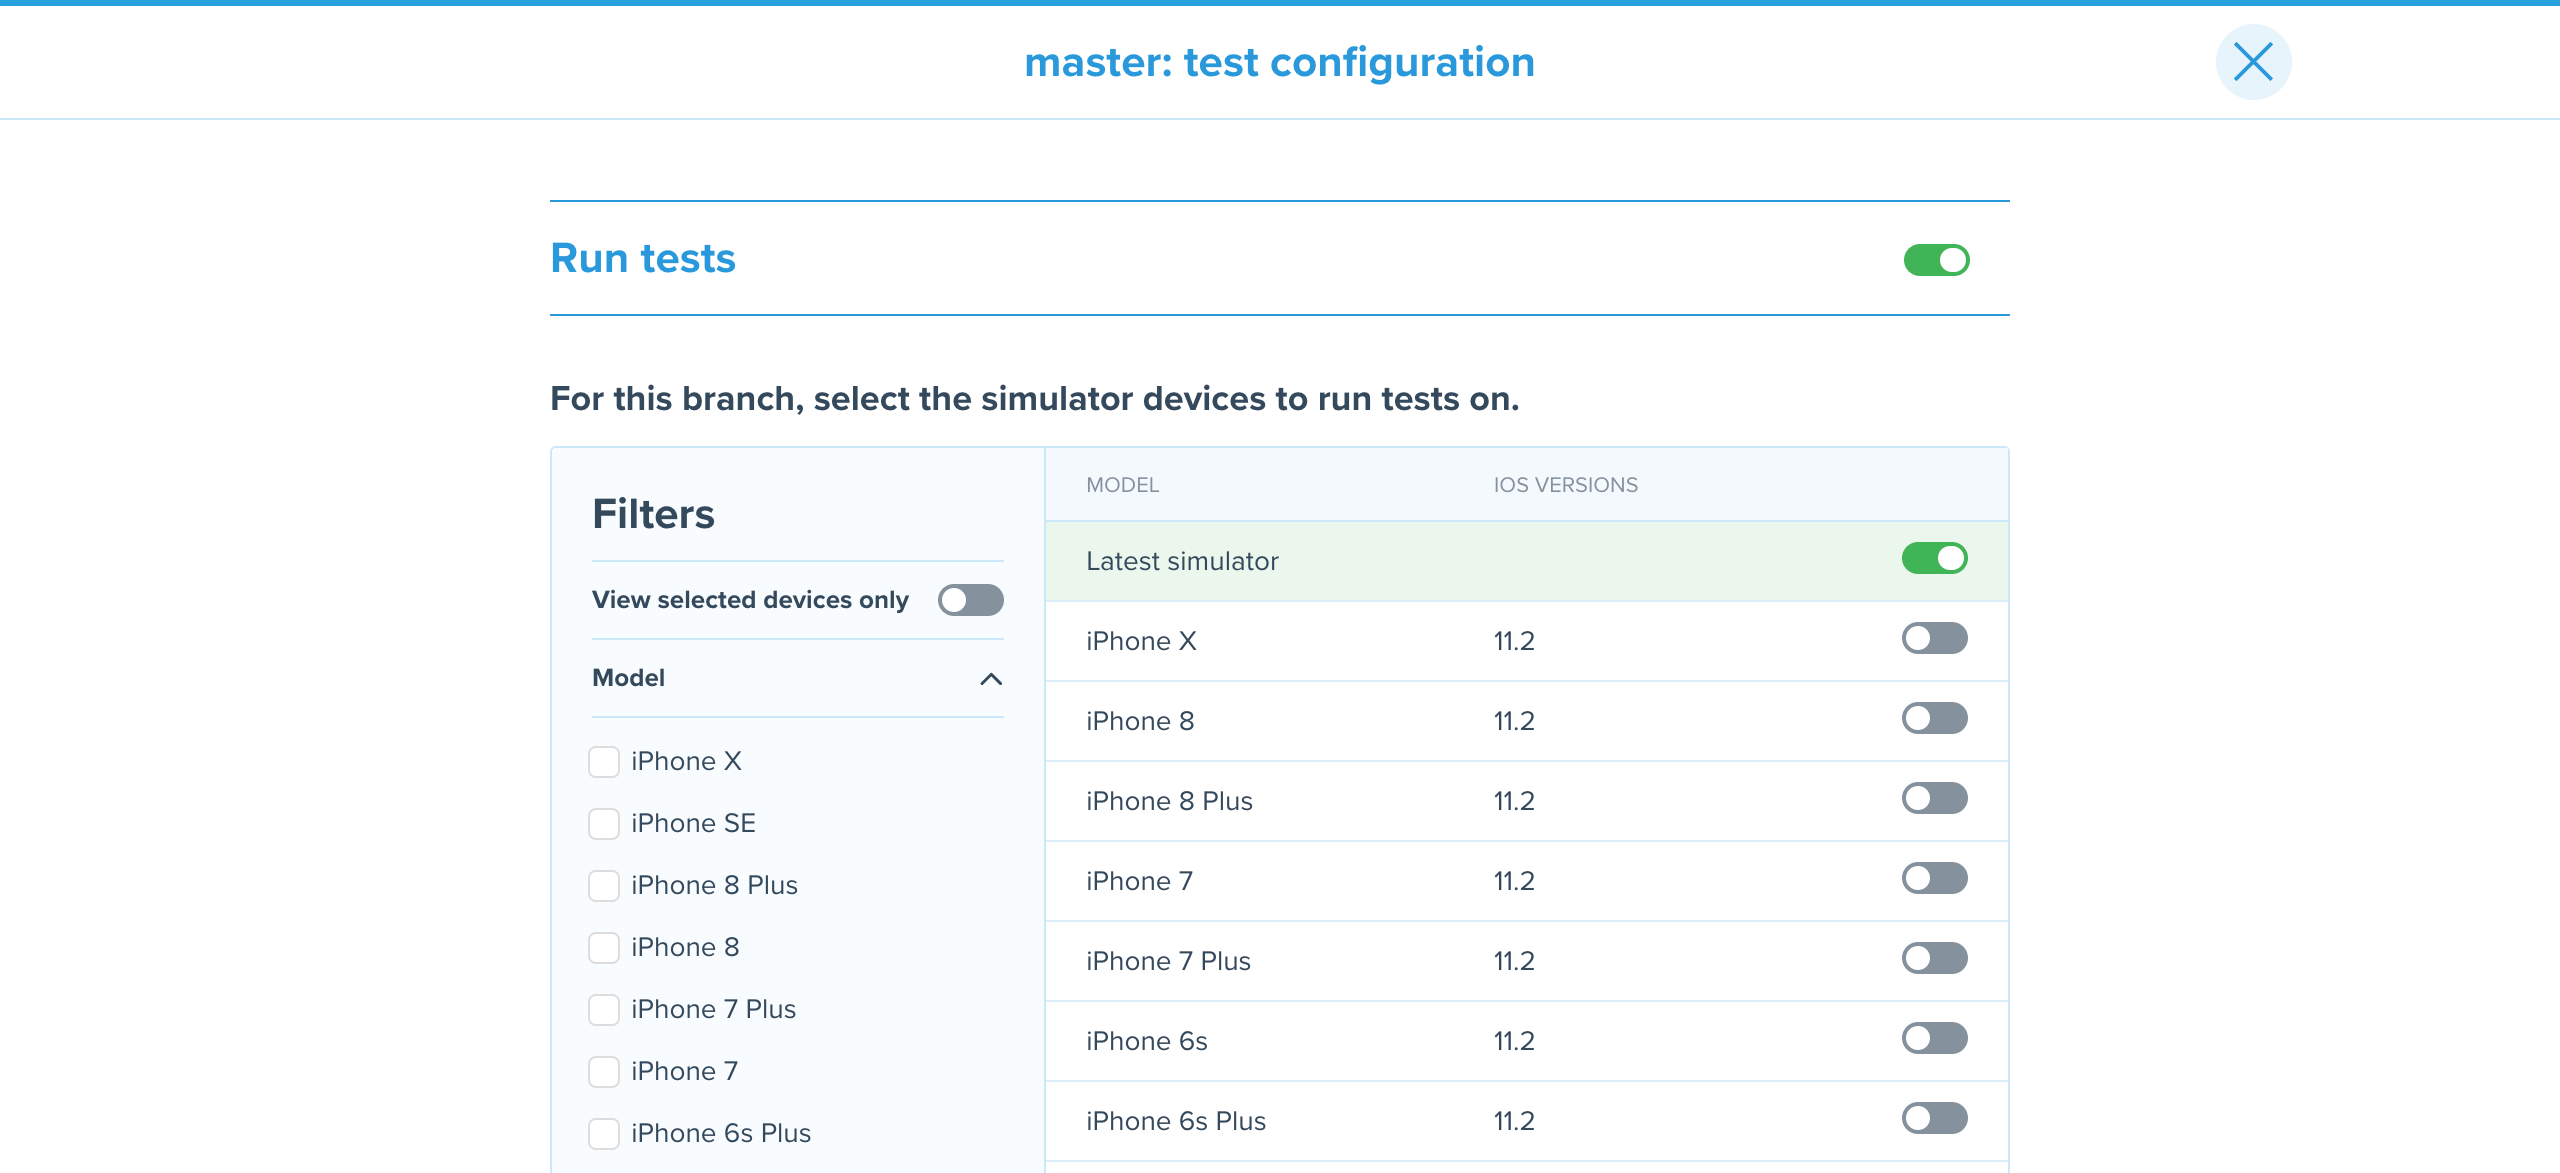 master: test configuration
Run tests
For this branch, select the simulator devices to run tests on.
Filters
View selected devices only
Model
iPhone X
iPhone SE
iPhone 8 Plus
iPhone 8
iPhone 7 Plus
iPhone 7
iPhone 6s Plus
MODEL IOS VERSIONS
Latest simulator
iPhone X 11.2
iPhone 8 11.2
iPhone 8 Plus 11.2
iPhone 7 11.2
iPhone 7 Plus 11.2
iPhone 6s 11.2
iPhone 6s Plus 11.2